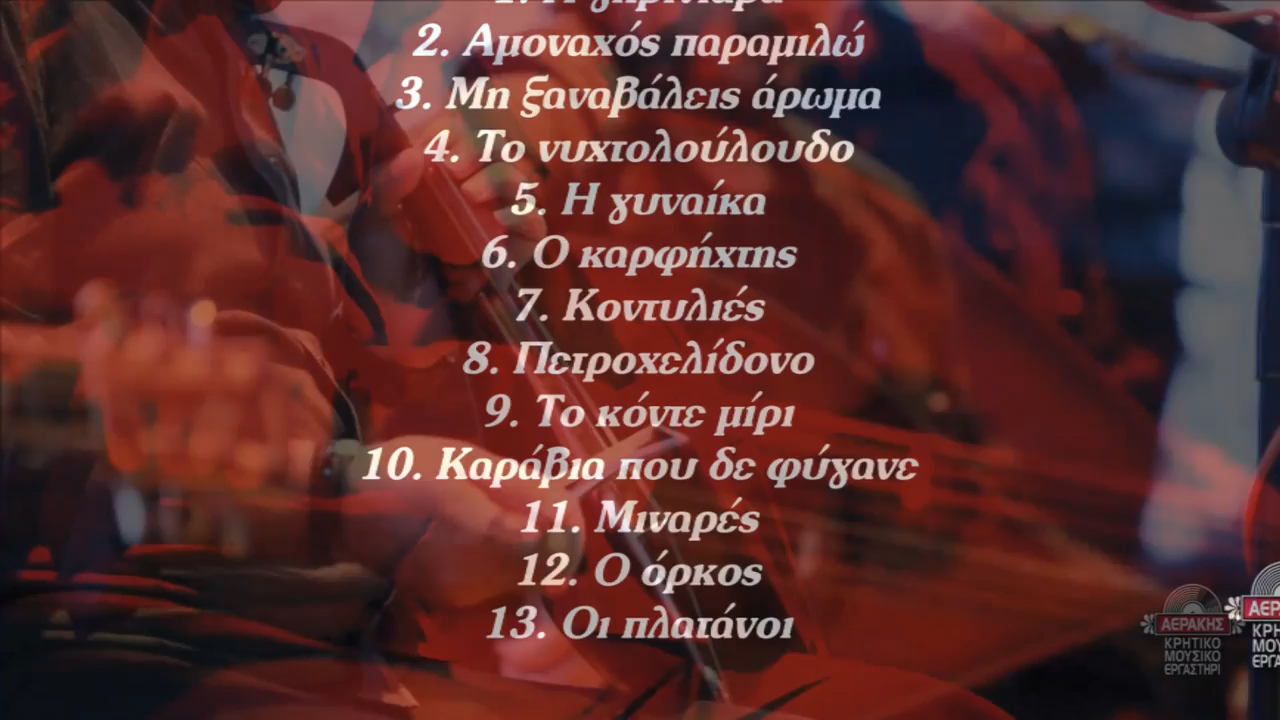 1. Η γκρινιάρα
2. Αμοναχός παραμιλώ
3. Μη ξαναβάλεις άρωμα
4. Το νυχτολούλουδο
5. Η γυναίκα
6. Ο καρφήχτης
7. Κοντυλιές
8. Πετροχελίδονο
9. Το κόντε μίρι
10. Καράβια που δε φύγανε
11. Μιναρές
12. Ο όρκος
13. Οι πλατάνοι
ΑΕΡΑΚΗΣ
ΚΡΗΤΙΚΟ
ΜΟΥΣΙΚΟ
ΕΡΓΑΣΤΗΡΙ